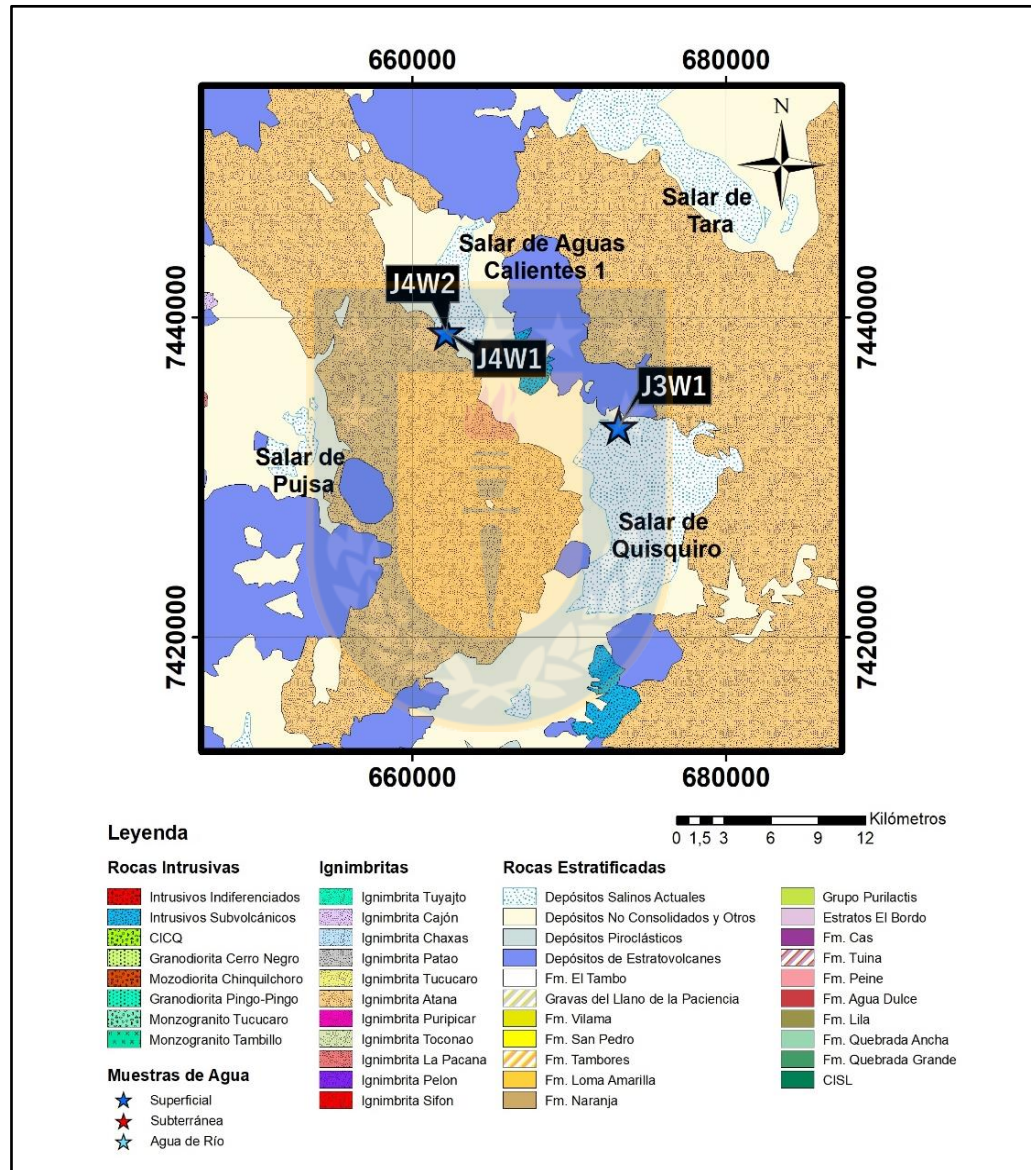 660000
680000
N
Salar de
Tara
Salar de Aguas
Calientes 1
J4W2
7440000
7440000
J4W1
J3W1
Salar de
Pujsa
Salar de
Quisquiro
7420000
7420000
660000
680000
Kilómetros
0 1,5 3 6 9 12
Leyenda
Rocas Intrusivas
Intrusivos Indiferenciados
Intrusivos Subvolcánicos
CICQ
Granodiorita Cerro Negro
Mozodiorita Chinquilchoro
Granodiorita Pingo-Pingo
Monzogranito Tucucaro
Monzogranito Tambillo
Muestras de Agua
Superficial
Subterránea
Agua de Río
Ignimbritas
Ignimbrita Tuyajto
Ignimbrita Cajón
Ignimbrita Chaxas
Ignimbrita Patao
Ignimbrita Tucucaro
Ignimbrita Atana
Ignimbrita Puripicar
Ignimbrita Toconao
Ignimbrita La Pacana
Ignimbrita Pelon
Ignimbrita Sifon
Rocas Estratificadas
Depósitos Salinos Actuales
Depósitos No Consolidados y Otros
Depósitos Piroclásticos
Depósitos de Estratovolcanes
Fm. El Tambo
Gravas del Llano de la Paciencia
Fm. Vilama
Fm. San Pedro
Fm. Tambores
Fm. Loma Amarilla
Fm. Naranja
Grupo Purilactis
Estratos El Bordo
Fm. Cas
Fm. Tuina
Fm. Peine
Fm. Agua Dulce
Fm. Lila
Fm. Quebrada Ancha
Fm. Quebrada Grande
CISL